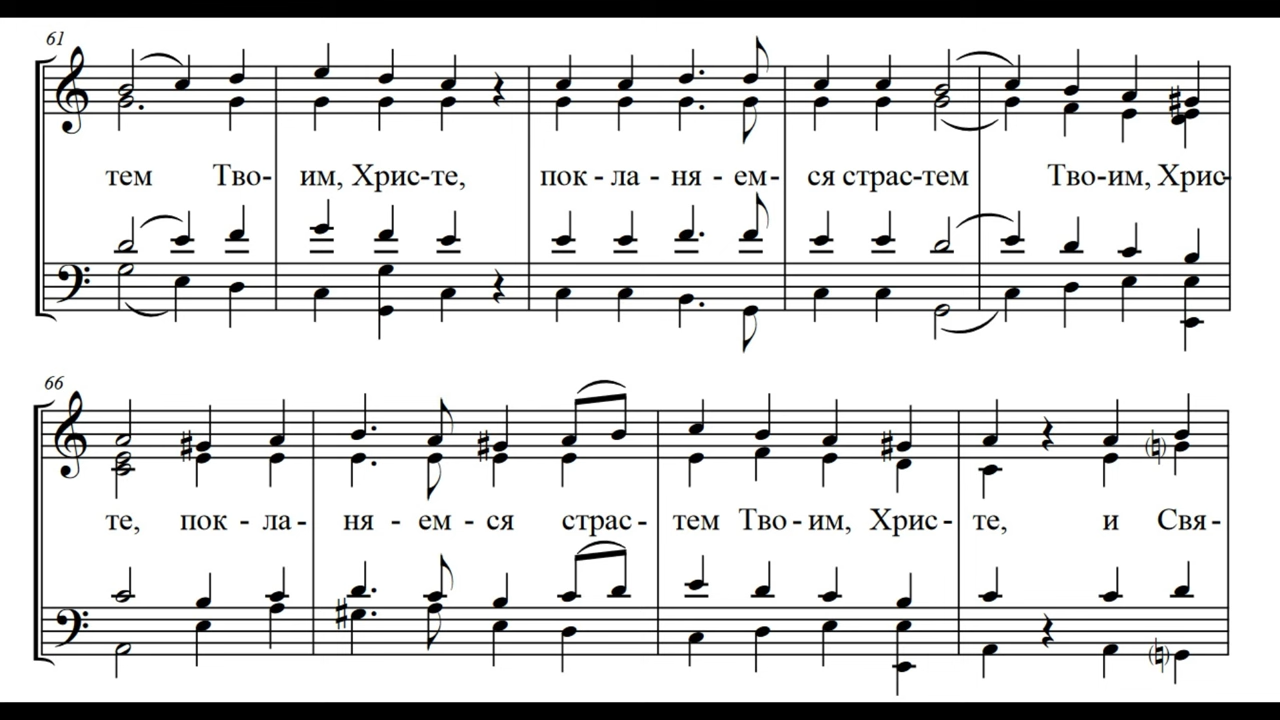 61
тем Тво- им, Хрис-те, пок - ла - ня - ем- ся страс-тем Тво-им, Хрис-
66
те, пок - ла- ня - ем - ся страс- тем Тво - им, Хрис- те, и Свя-